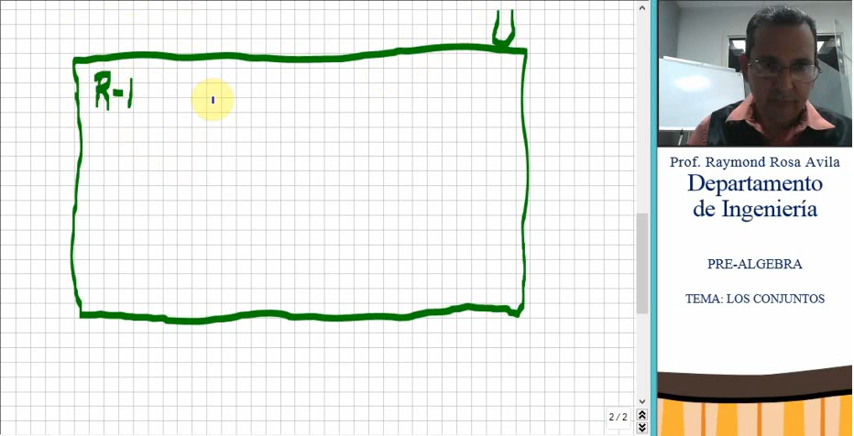 U
R-1
Prof. Raymond Rosa Avila
Departamento
de Ingeniería
PRE-ALGEBRA
TEMA: LOS CONJUNTOS
2/2